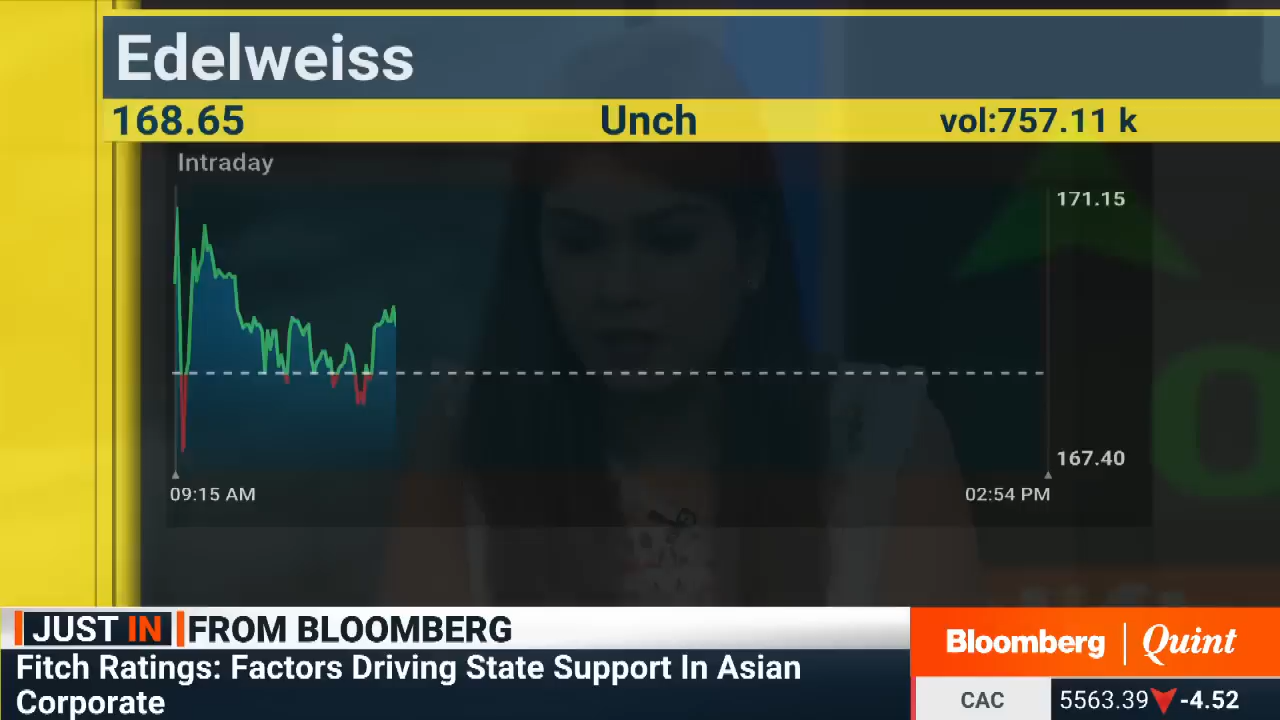 Edelweiss
168.65 Unch vol:757.11 k
Intraday
171.15
167.40
09:15 AM 02:54 PM
JUST IN FROM BLOOMBERG
Fitch Ratings: Factors Driving State Support In Asian
Corporate
Bloomberg | Quint
CAC 5563.39 -4.52